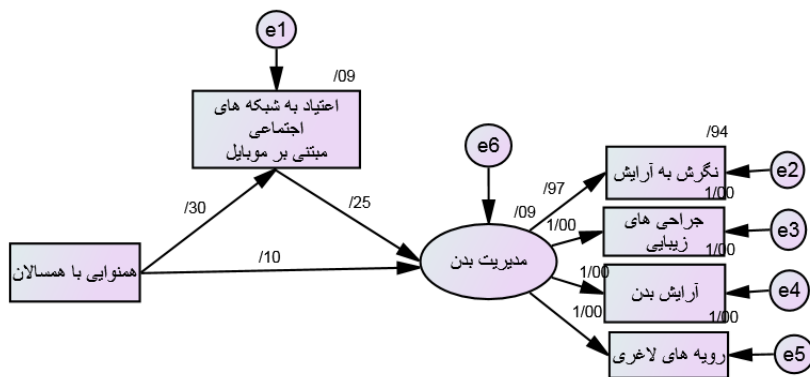 e1
/09
اعتیاد به شبکه های
اجتماعی
مبتنی بر موبایل
e6
/94
نگرش به آرایش
e2
/30
/25
/97
/09
1/00
1/00
جراحی های
زیبایی
e3
1/00
همنوایی با همسالان
/10
مدیریت بدن
1/00
آرایش بدن
e4
1/00
1/00
رویه های لاغری
e5